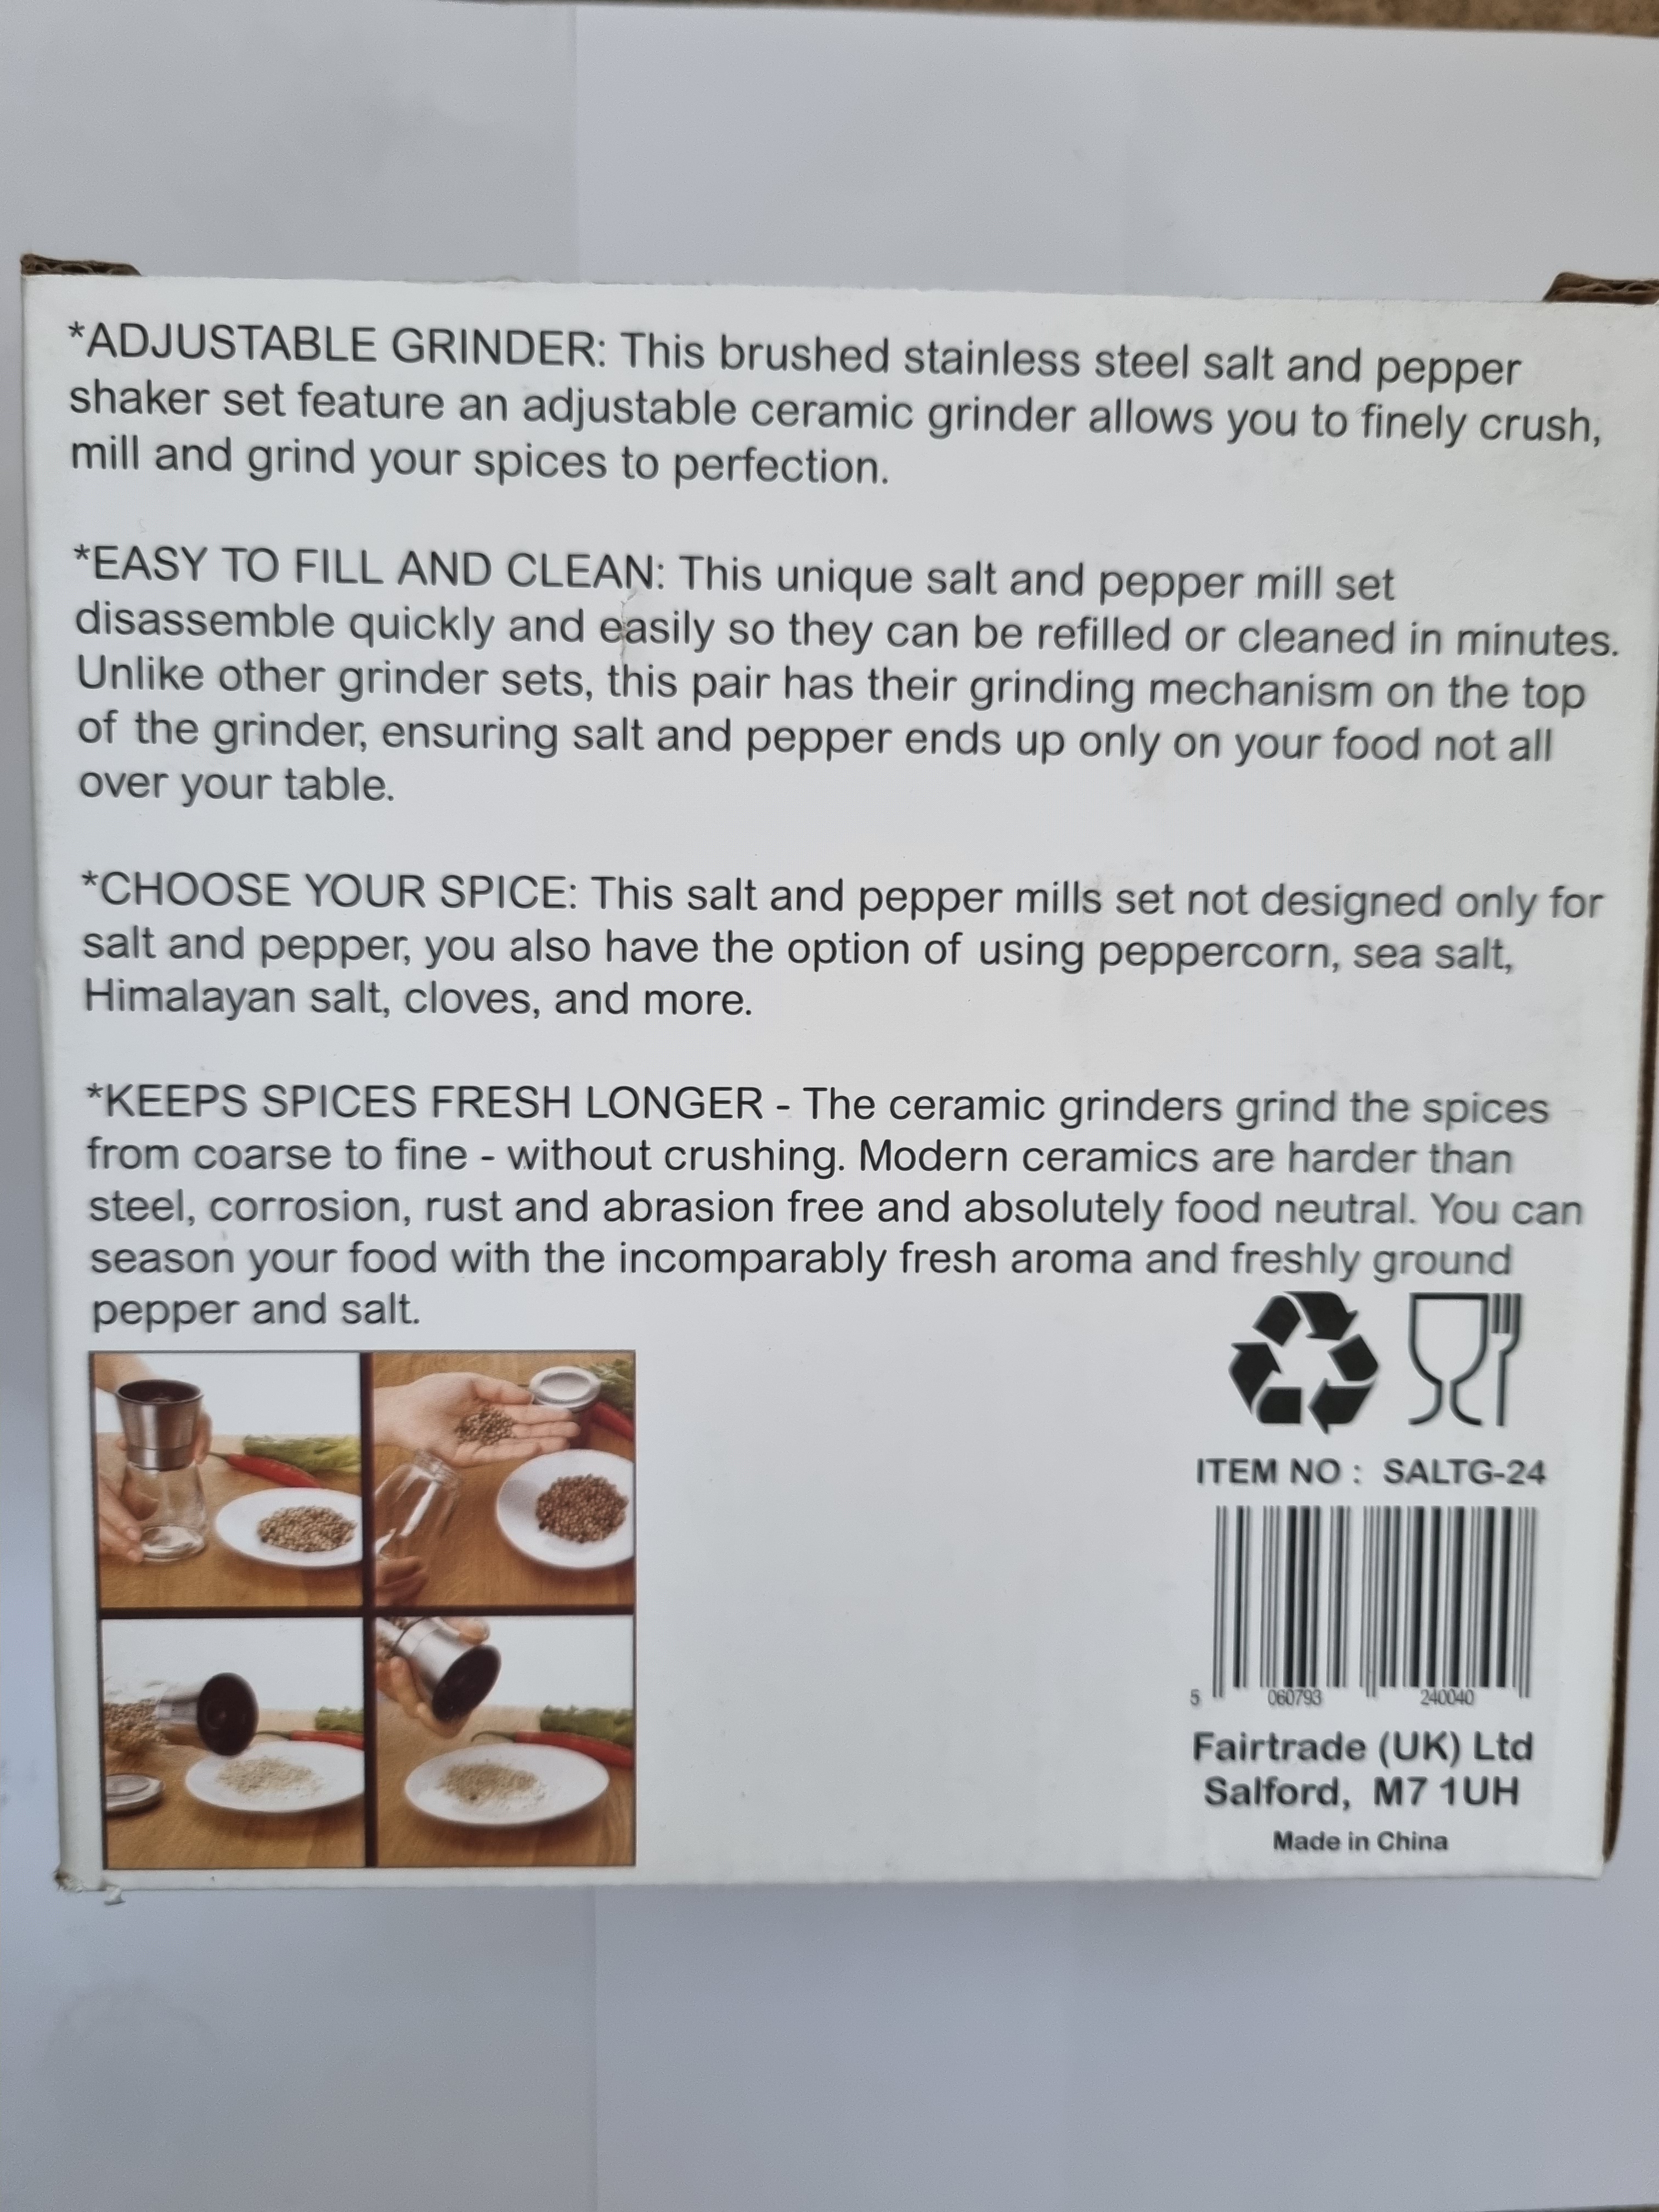 *ADJUSTABLE GRINDER: This brushed stainless steel salt and pepper
shaker set feature an adjustable ceramic grinder allows you to finely crush,
mill and grind your spices to perfection.
*EASY TO FILL AND CLEAN: This unique salt and pepper mill set
disassemble quickly and easily so they can be refilled or cleaned in minutes.
Unlike other grinder sets, this pair has their grinding mechanism on the top
of the grinder, ensuring salt and pepper ends up only on your food not all
over your table.
*CHOOSE YOUR SPICE: This salt and pepper mills set not designed only for
salt and pepper, you also have the option of using peppercorn, sea salt,
Himalayan salt, cloves, and more.
*KEEPS SPICES FRESH LONGER - The ceramic grinders grind the spices
from coarse to fine - without crushing. Modern ceramics are harder than
steel, corrosion, rust and abrasion free and absolutely food neutral. You can
season your food with the incomparably fresh aroma and freshly ground
pepper and salt.
ITEM NO : SALTG-24
5 060793 240040
Fairtrade (UK) Ltd
Salford, M7 1UH
Made in China